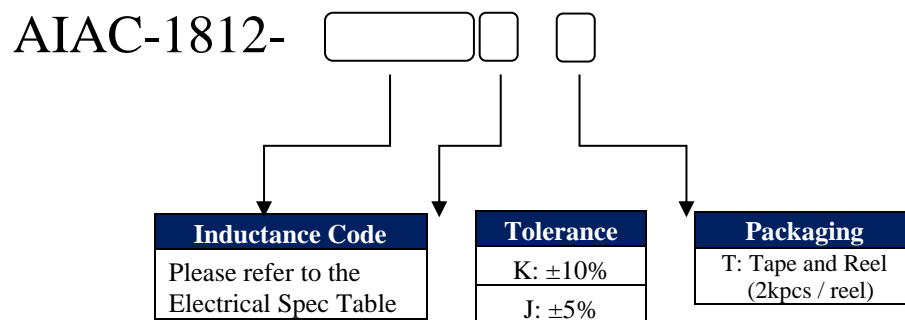 AIAC-1812-
Inductance Code
Please refer to the
Electrical Spec Table
Tolerance
K: ±10%
J: ±5%
Packaging
T: Tape and Reel
(2kpcs / reel)